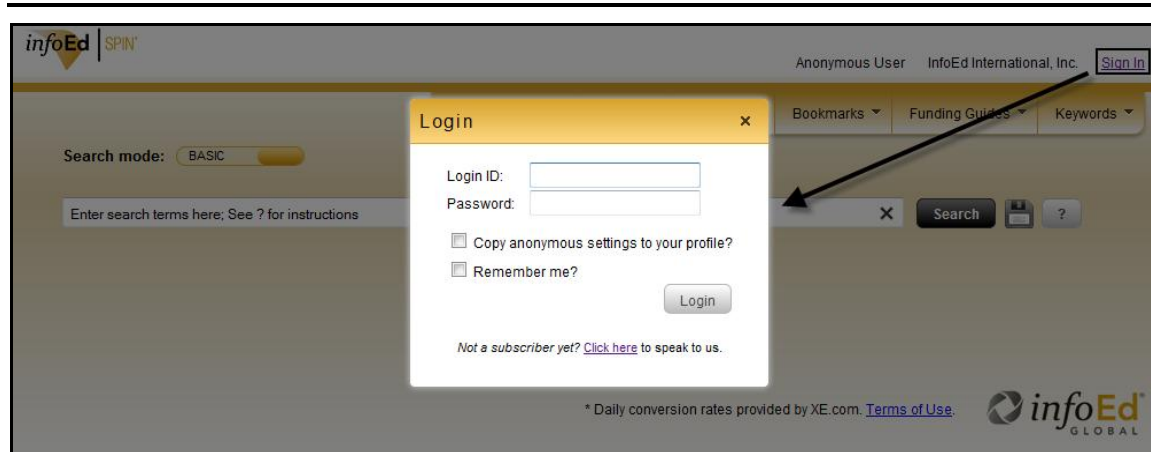 infoEd SPIN
Anonymous User InfoEd International, Inc. Sign In
Bookmarks Funding Guides Keywords
Login ×
Search mode: BASIC
Login ID:
Password:
Enter search terms here; See ? for instructions
X Search ?
Copy anonymous settings to your profile?
Remember me?
Login
Not a subscriber yet? Click here to speak to us.
* Daily conversion rates provided by XE.com. Terms of Use.
infoEd
GLOBAL